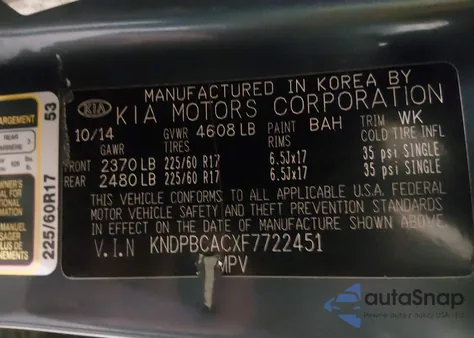 MANUFACTURED IN KOREA BY
KIA KIA MOTORS CORPORATION
10/14 GVWR 4608 LB PAINT BAH TRIM WK
GAWR TIRES RIMS COLD TIRE INFL
FRONT 2370 LB 225/60 R17 6.5Jx17 35 psi SINGLE
REAR 2480 LB 225/60 R17 6.5Jx17 35 psi SINGLE
THIS VEHICLE CONFORMS TO ALL APPLICABLE U.S.A. FEDERAL
MOTOR VEHICLE SAFETY AND THEFT PREVENTION STANDARDS
IN EFFECT ON THE DATE OF MANUFACTURE SHOWN ABOVE.
V.I.N KNDPBCACXF7722451
MPV
225/60R17 53
autoSnap